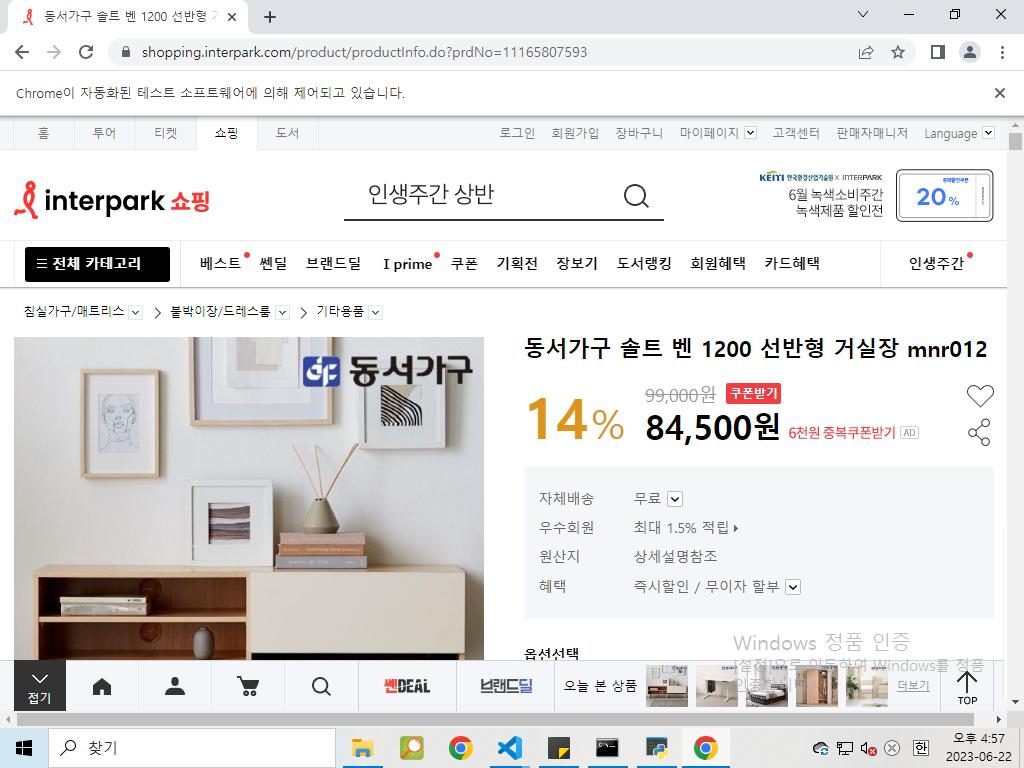 동서가구 솔트 벤 1200 선반형 거
shopping.interpark.com/product/productInfo.do?prdNo=11165807593
Chrome이 자동화된 테스트 소프트웨어에 의해 제어되고 있습니다.
홈 투어 티켓 쇼핑 도서 로그인 회원가입 장바구니 마이페이지 고객센터 판매자매니저 Language
interpark 쇼핑
인생주간 상반
KEITI 한국환경산업기술원 X INTERPARK
6월 녹색소비주간
녹색제품 할인전
중복할인쿠폰
20%
전체 카테고리 베스트 쎈딜 브랜드딜 I prime 쿠폰 기획전 장보기 도서랭킹 회원혜택 카드혜택 인생주간
침실가구/매트리스 붙박이장/드레스룸 기타용품
동서가구
동서가구 솔트 벤 1200 선반형 거실장 mnr012
14%
99,000원 쿠폰받기
84,500원 6천원 중복쿠폰받기 AD
자체배송 무료
우수회원 최대 1.5% 적립
원산지 상세설명참조
혜택 즉시할인 / 무이자 할부
옵션선택
Windows 정품 인증
[설정]으로 이동하여 Windows를 정품
인증합니다.
접기
쎈DEAL
브랜드딜
오늘 본 상품
더보기
TOP
찾기
한
오후 4:57
2023-06-22